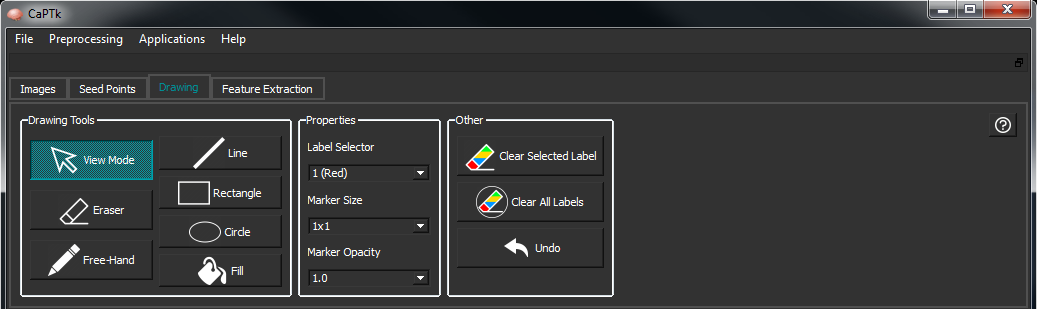 CaPTk
File Preprocessing Applications Help
Images Seed Points Drawing Feature Extraction
Drawing Tools
View Mode
Eraser
Free-Hand
Line
Rectangle
Circle
Fill
Properties
Label Selector
1 (Red)
Marker Size
1x1
Marker Opacity
1.0
Other
Clear Selected Label
Clear All Labels
Undo
?